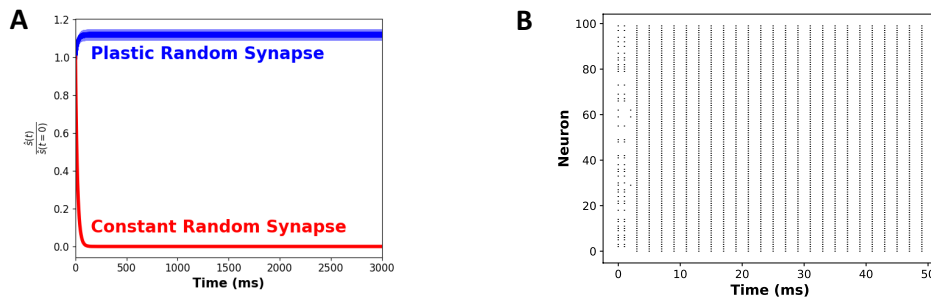 A
1.2
1.0
0.8
0.6
0.4
0.2
0.0
Plastic Random Synapse
Constant Random Synapse
ŝ(t)
ŝ(t = 0)
0 500 1000 1500 2000 2500 3000
Time (ms)
B
100
80
60
40
20
0
Neuron
0 10 20 30 40 50
Time (ms)